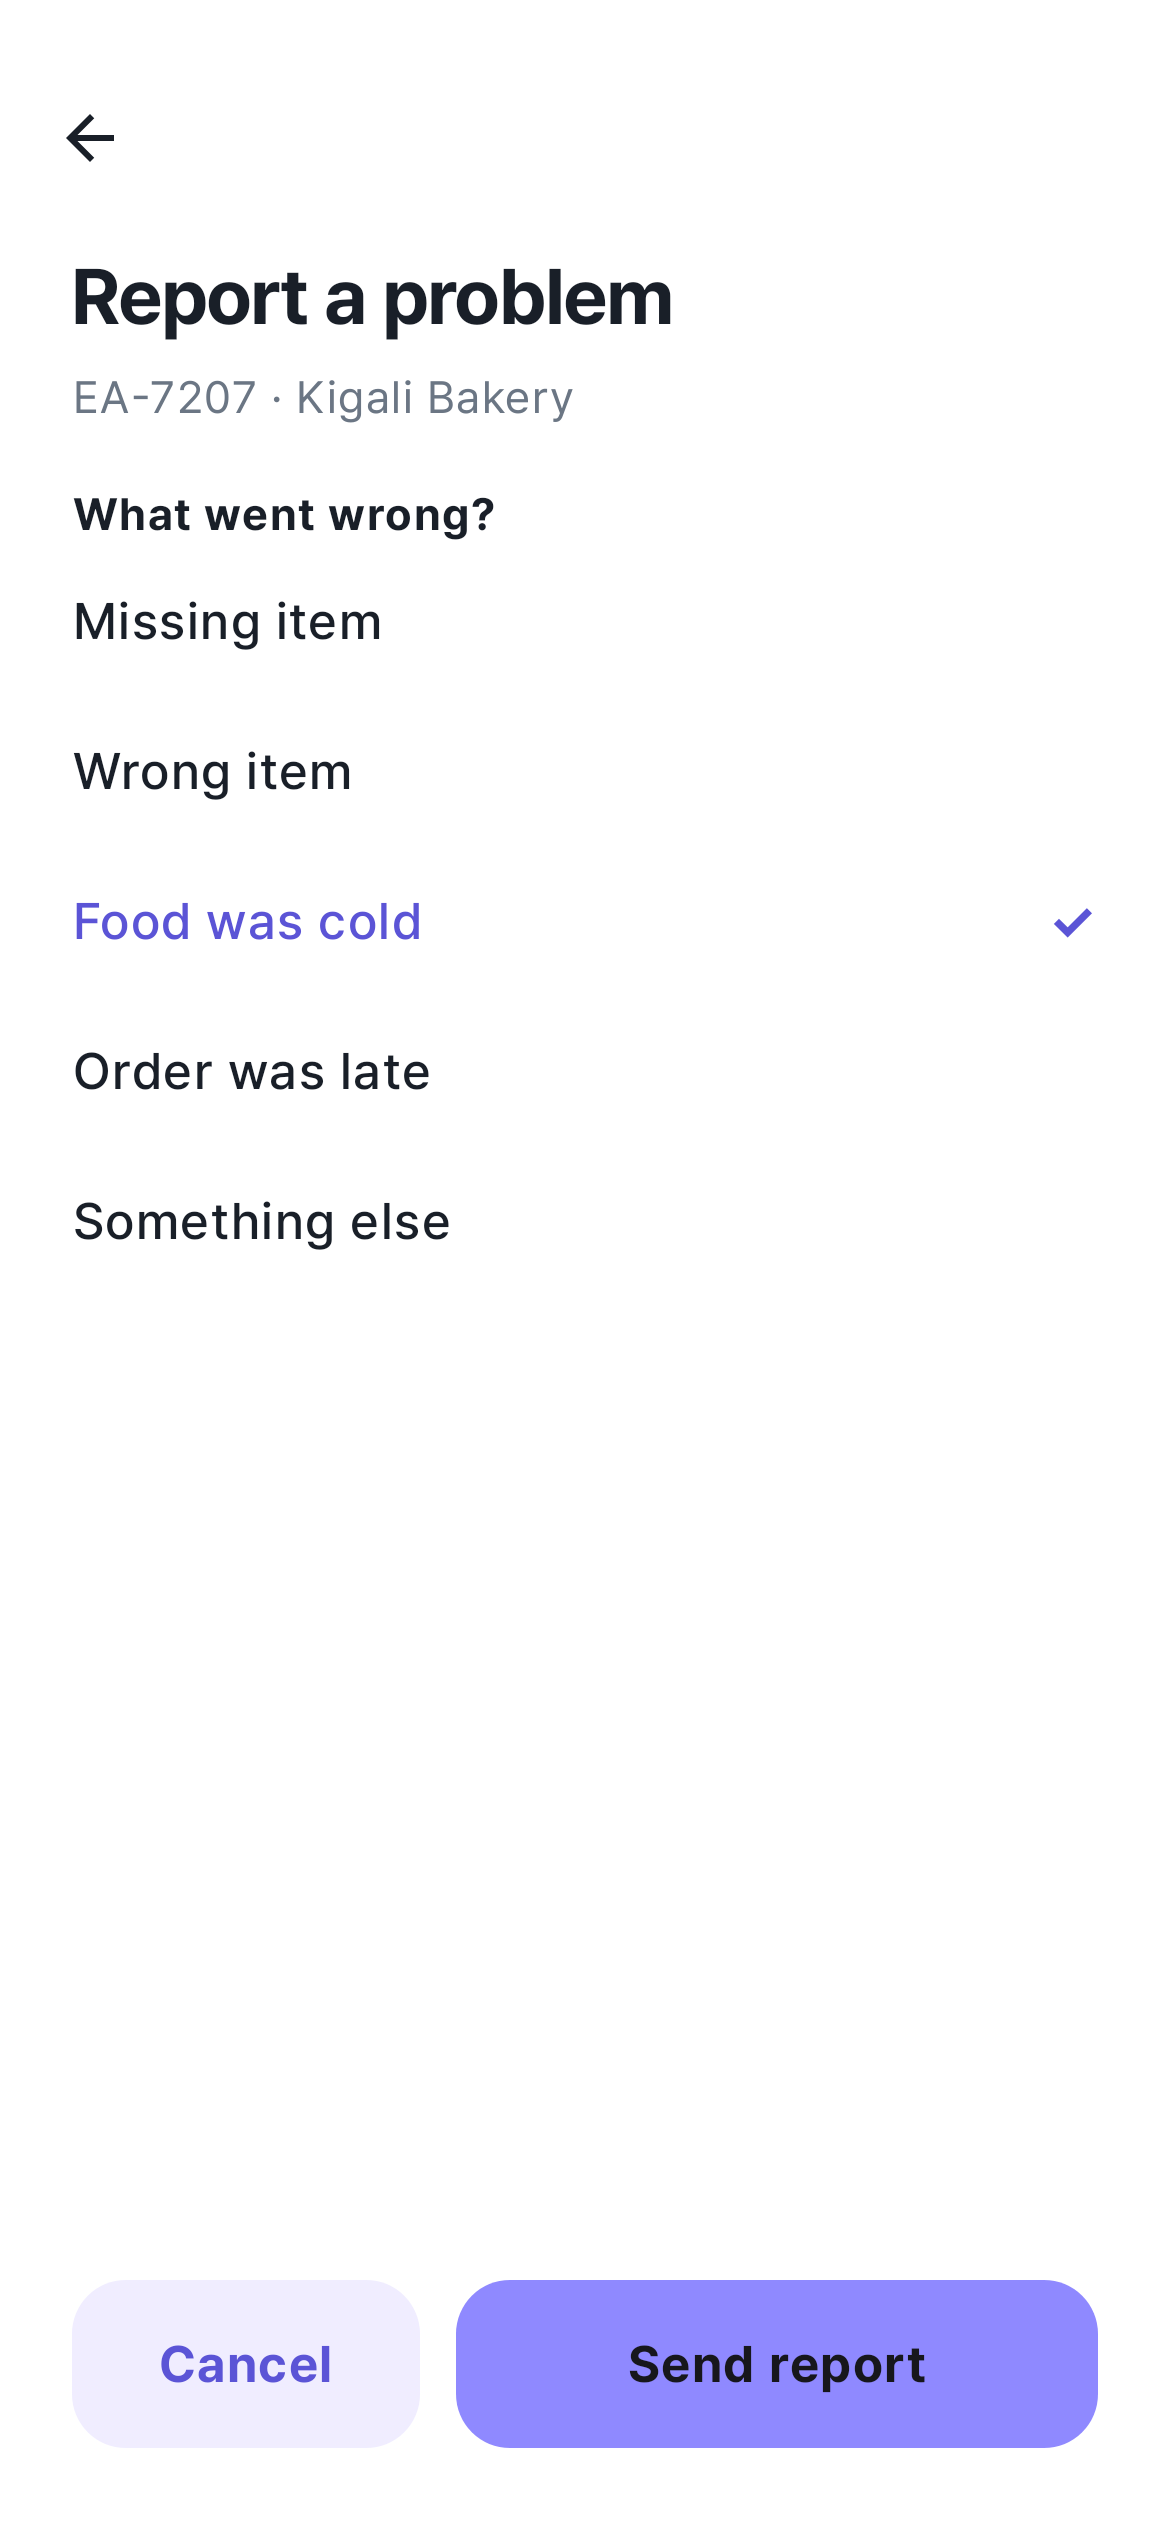 Report a problem
EA-7207 · Kigali Bakery
What went wrong?
Missing item
Wrong item
Food was cold
Order was late
Something else
Cancel
Send report